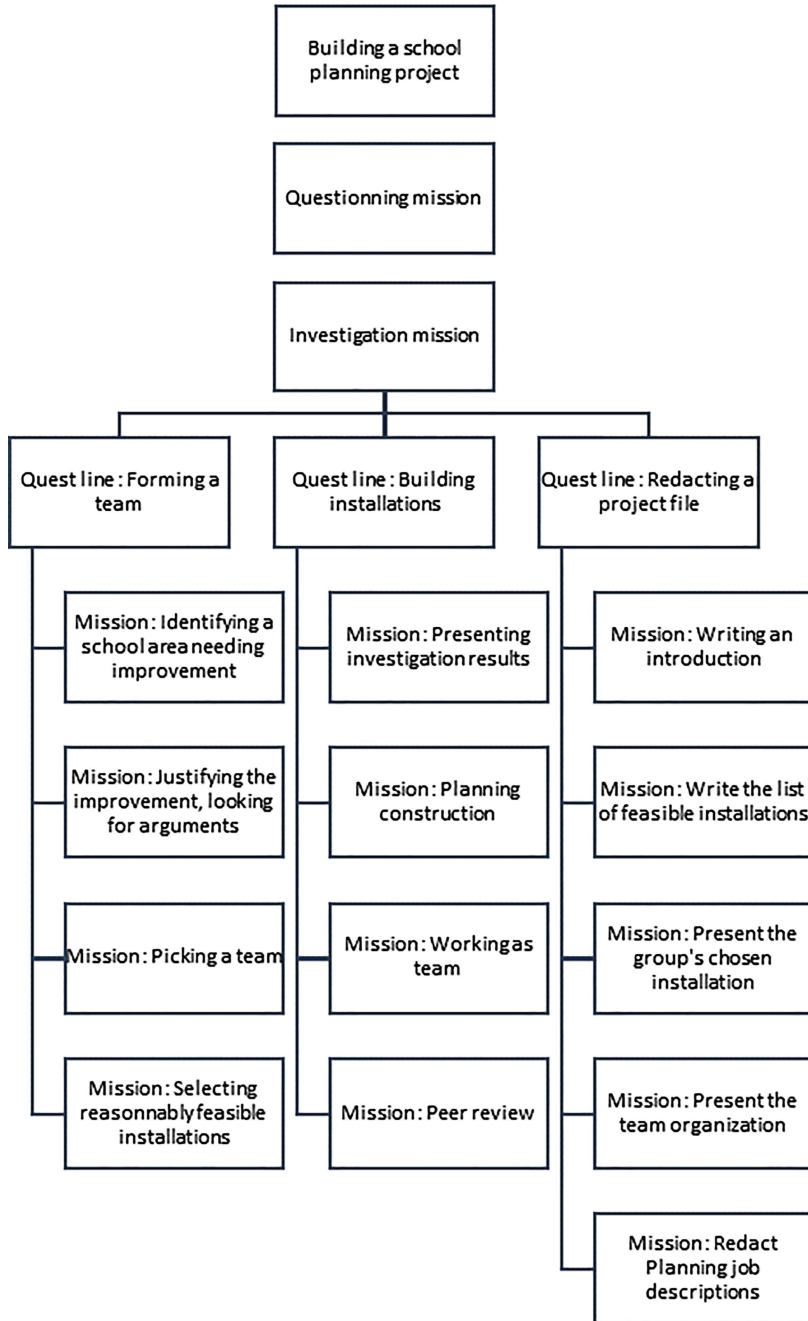 Building a school
planning project
Questionning mission
Investigation mission
Quest line : Forming a
team
Quest line : Building
installations
Quest line : Redacting a
project file
Mission : Identifying a
school area needing
improvement
Mission : Justifying the
improvement, looking
for arguments
Mission : Picking a team
Mission : Selecting
reasonnably feasible
installations
Mission : Presenting
investigation results
Mission : Planning
construction
Mission : Working as
team
Mission : Peer review
Mission : Writing an
introduction
Mission : Write the list
of feasible installations
Mission : Present the
group's chosen
installation
Mission : Present the
team organization
Mission : Redact
Planning job
descriptions